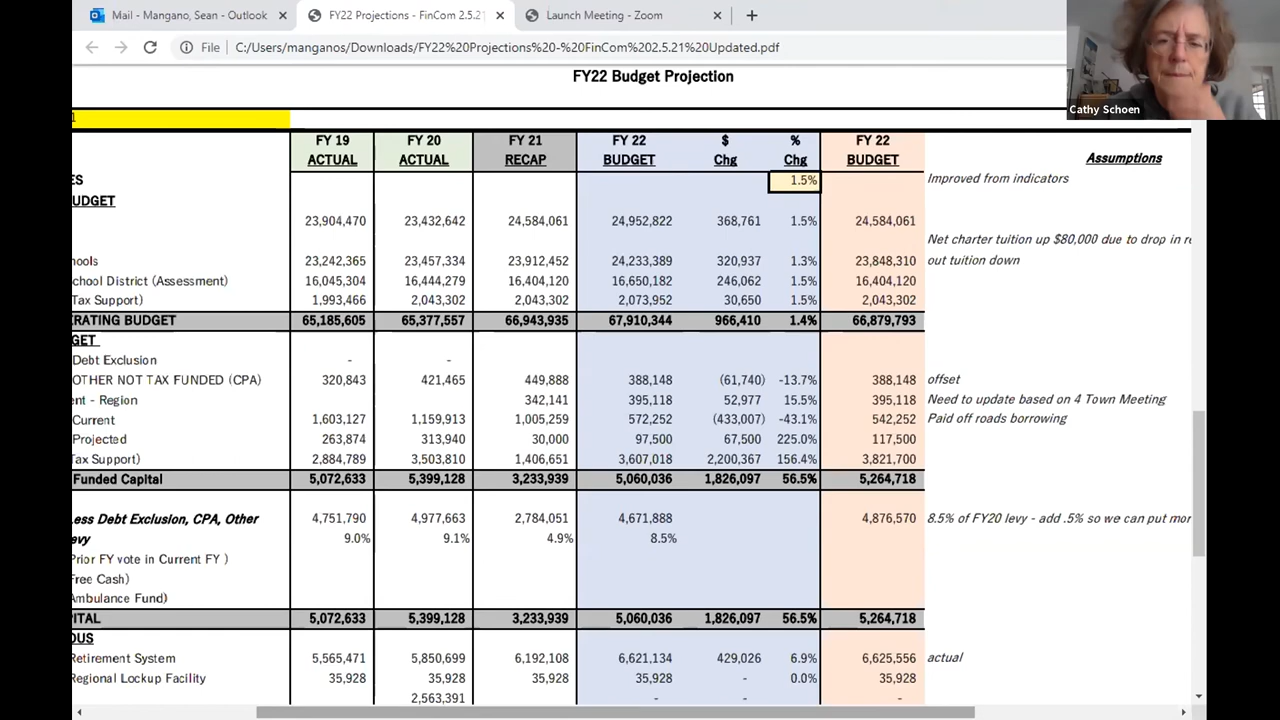 Mail - Mangano, Sean - Outlook
FY22 Projections - FinCom 2.5.21
Launch Meeting - Zoom
File
C:/Users/manganos/Downloads/FY22%20Projections%20-%20FinCom%202.5.21%20Updated.pdf
Cathy Schoen
FY22 Budget Projection
1
FY 19 FY 20 FY 21 FY 22 $ % FY 22
ACTUAL ACTUAL RECAP BUDGET Chg Chg BUDGET Assumptions
ES 1.5% Improved from indicators
UDGET
23,904,470 23,432,642 24,584,061 24,952,822 368,761 1.5% 24,584,061
Net charter tuition up $80,000 due to drop in re
hools 23,242,365 23,457,334 23,912,452 24,233,389 320,937 1.3% 23,848,310 out tuition down
chool District (Assessment) 16,045,304 16,444,279 16,404,120 16,650,182 246,062 1.5% 16,404,120
Tax Support) 1,993,466 2,043,302 2,043,302 2,073,952 30,650 1.5% 2,043,302
ERATING BUDGET 65,185,605 65,377,557 66,943,935 67,910,344 966,410 1.4% 66,879,793
GET
Debt Exclusion - -
OTHER NOT TAX FUNDED (CPA) 320,843 421,465 449,888 388,148 (61,740) -13.7% 388,148 offset
ent - Region 342,141 395,118 52,977 15.5% 395,118 Need to update based on 4 Town Meeting
Current 1,603,127 1,159,913 1,005,259 572,252 (433,007) -43.1% 542,252 Paid off roads borrowing
Projected 263,874 313,940 30,000 97,500 67,500 225.0% 117,500
Tax Support) 2,884,789 3,503,810 1,406,651 3,607,018 2,200,367 156.4% 3,821,700
Funded Capital 5,072,633 5,399,128 3,233,939 5,060,036 1,826,097 56.5% 5,264,718
Less Debt Exclusion, CPA, Other 4,751,790 4,977,663 2,784,051 4,671,888 4,876,570 8.5% of FY20 levy - add .5% so we can put mor
evy 9.0% 9.1% 4.9% 8.5%
Prior FY vote in Current FY )
Free Cash)
Ambulance Fund)
PITAL 5,072,633 5,399,128 3,233,939 5,060,036 1,826,097 56.5% 5,264,718
OUS
Retirement System 5,565,471 5,850,699 6,192,108 6,621,134 429,026 6.9% 6,625,556 actual
Regional Lockup Facility 35,928 35,928 35,928 35,928 - 0.0% 35,928
2,563,391 - - -